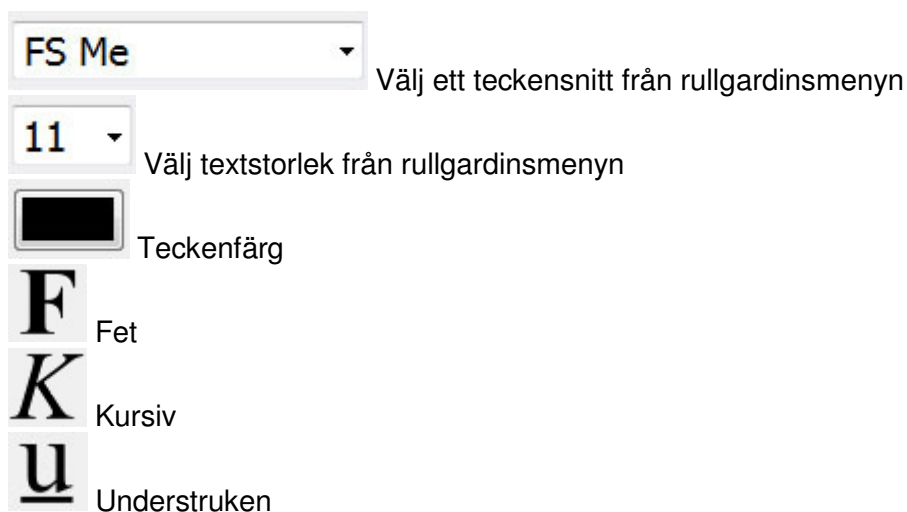 FS Me Välj ett teckensnitt från rullgardinsmenyn
11 Välj textstorlek från rullgardinsmenyn
Teckenfärg
F Fet
K Kursiv
u Understruken